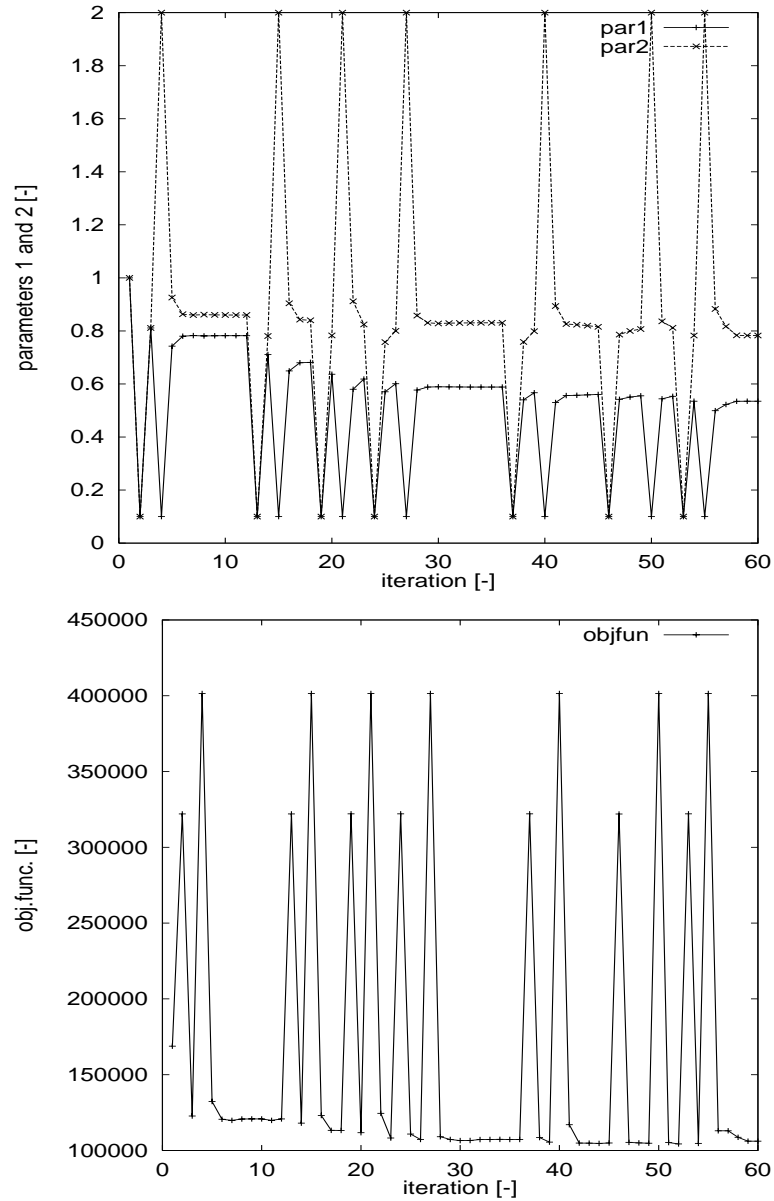 2
1.8
1.6
1.4
1.2
1
0.8
0.6
0.4
0.2
0
parameters 1 and 2 [-]
par1
par2
0 10 20 30 40 50 60
iteration [-]
450000
400000
350000
300000
250000
200000
150000
100000
obj.func. [-]
objfun
0 10 20 30 40 50 60
iteration [-]